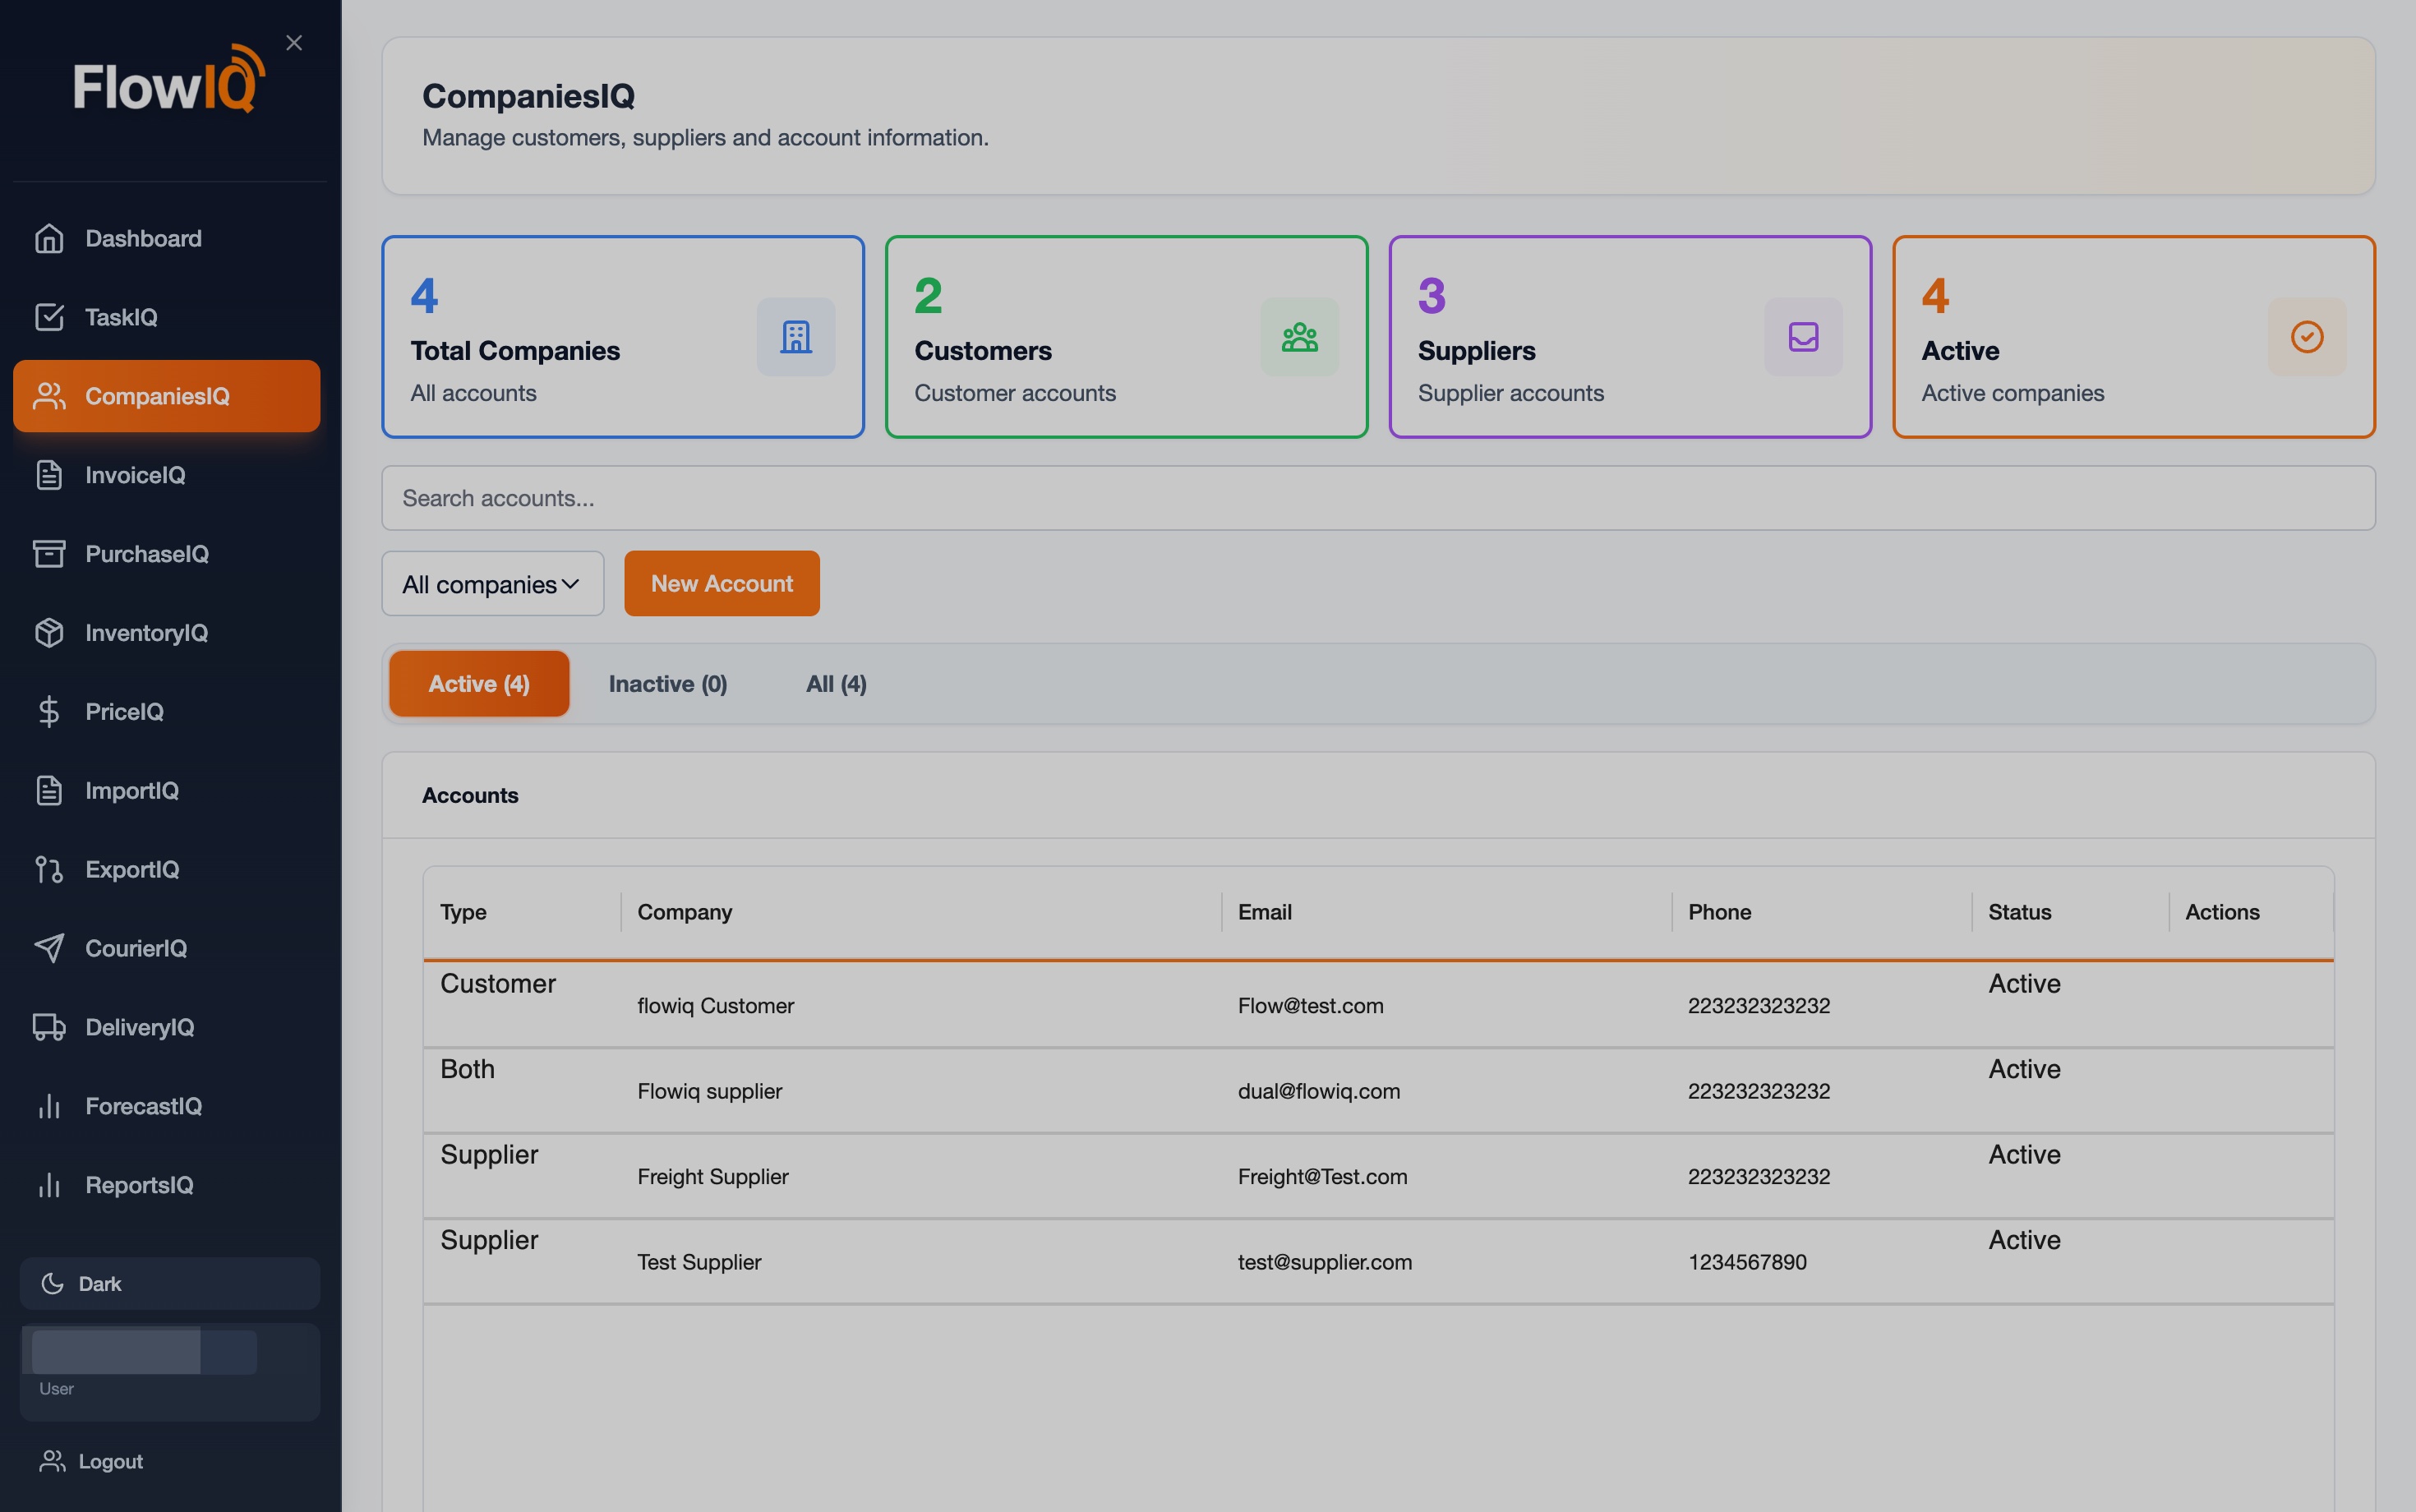 FlowIQ
Dashboard
TaskIQ
CompaniesIQ
InvoiceIQ
PurchaseIQ
InventoryIQ
PriceIQ
ImportIQ
ExportIQ
CourierIQ
DeliveryIQ
ForecastIQ
ReportsIQ
Dark
User
Logout
CompaniesIQ
Manage customers, suppliers and account information.
4
Total Companies
All accounts
2
Customers
Customer accounts
3
Suppliers
Supplier accounts
4
Active
Active companies
Search accounts...
All companies
New Account
Active (4) Inactive (0) All (4)
Accounts
Type Company Email Phone Status Actions
Customer flowiq Customer Flow@test.com 223232323232 Active
Both Flowiq supplier dual@flowiq.com 223232323232 Active
Supplier Freight Supplier Freight@Test.com 223232323232 Active
Supplier Test Supplier test@supplier.com 1234567890 Active